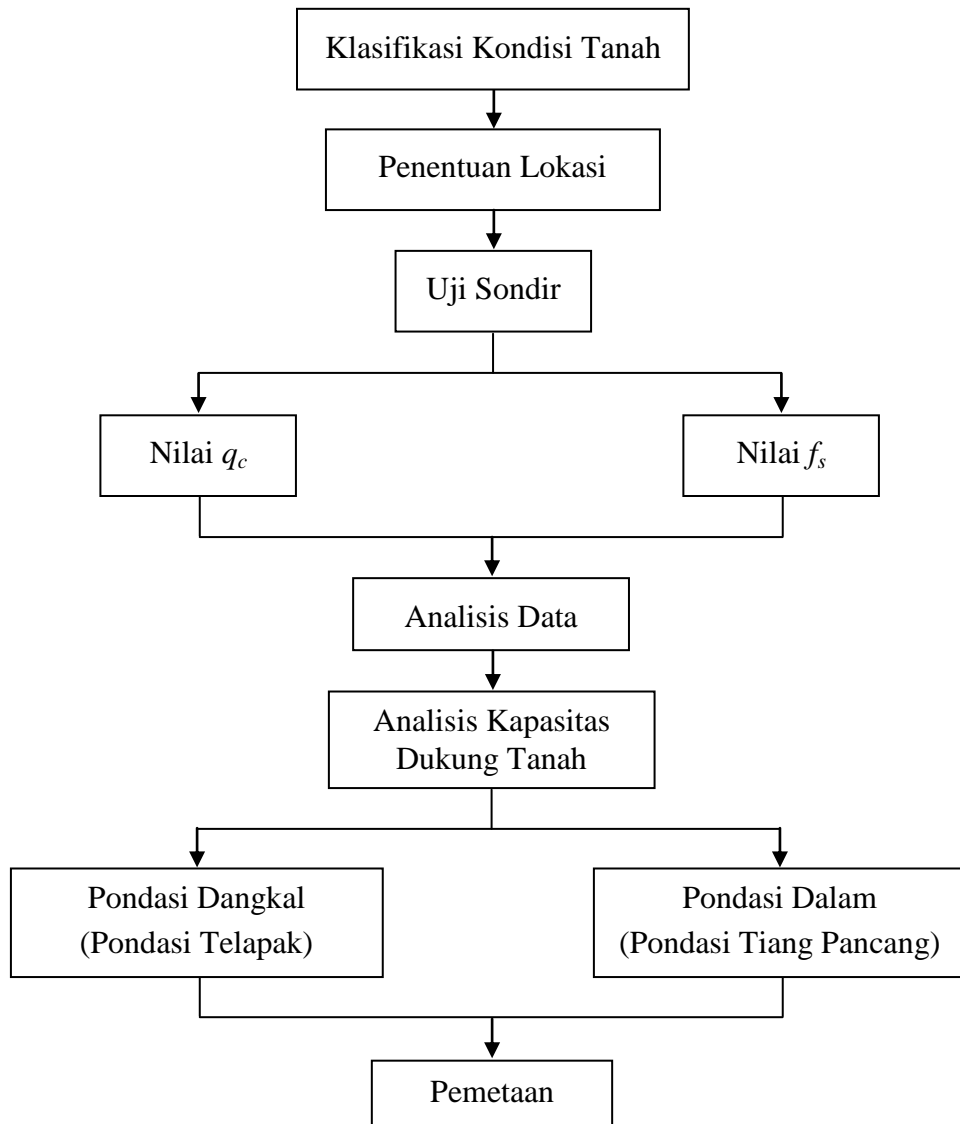 Klasifikasi Kondisi Tanah
Penentuan Lokasi
Uji Sondir
Nilai qc
Nilai fs
Analisis Data
Analisis Kapasitas
Dukung Tanah
Pondasi Dangkal
(Pondasi Telapak)
Pondasi Dalam
(Pondasi Tiang Pancang)
Pemetaan